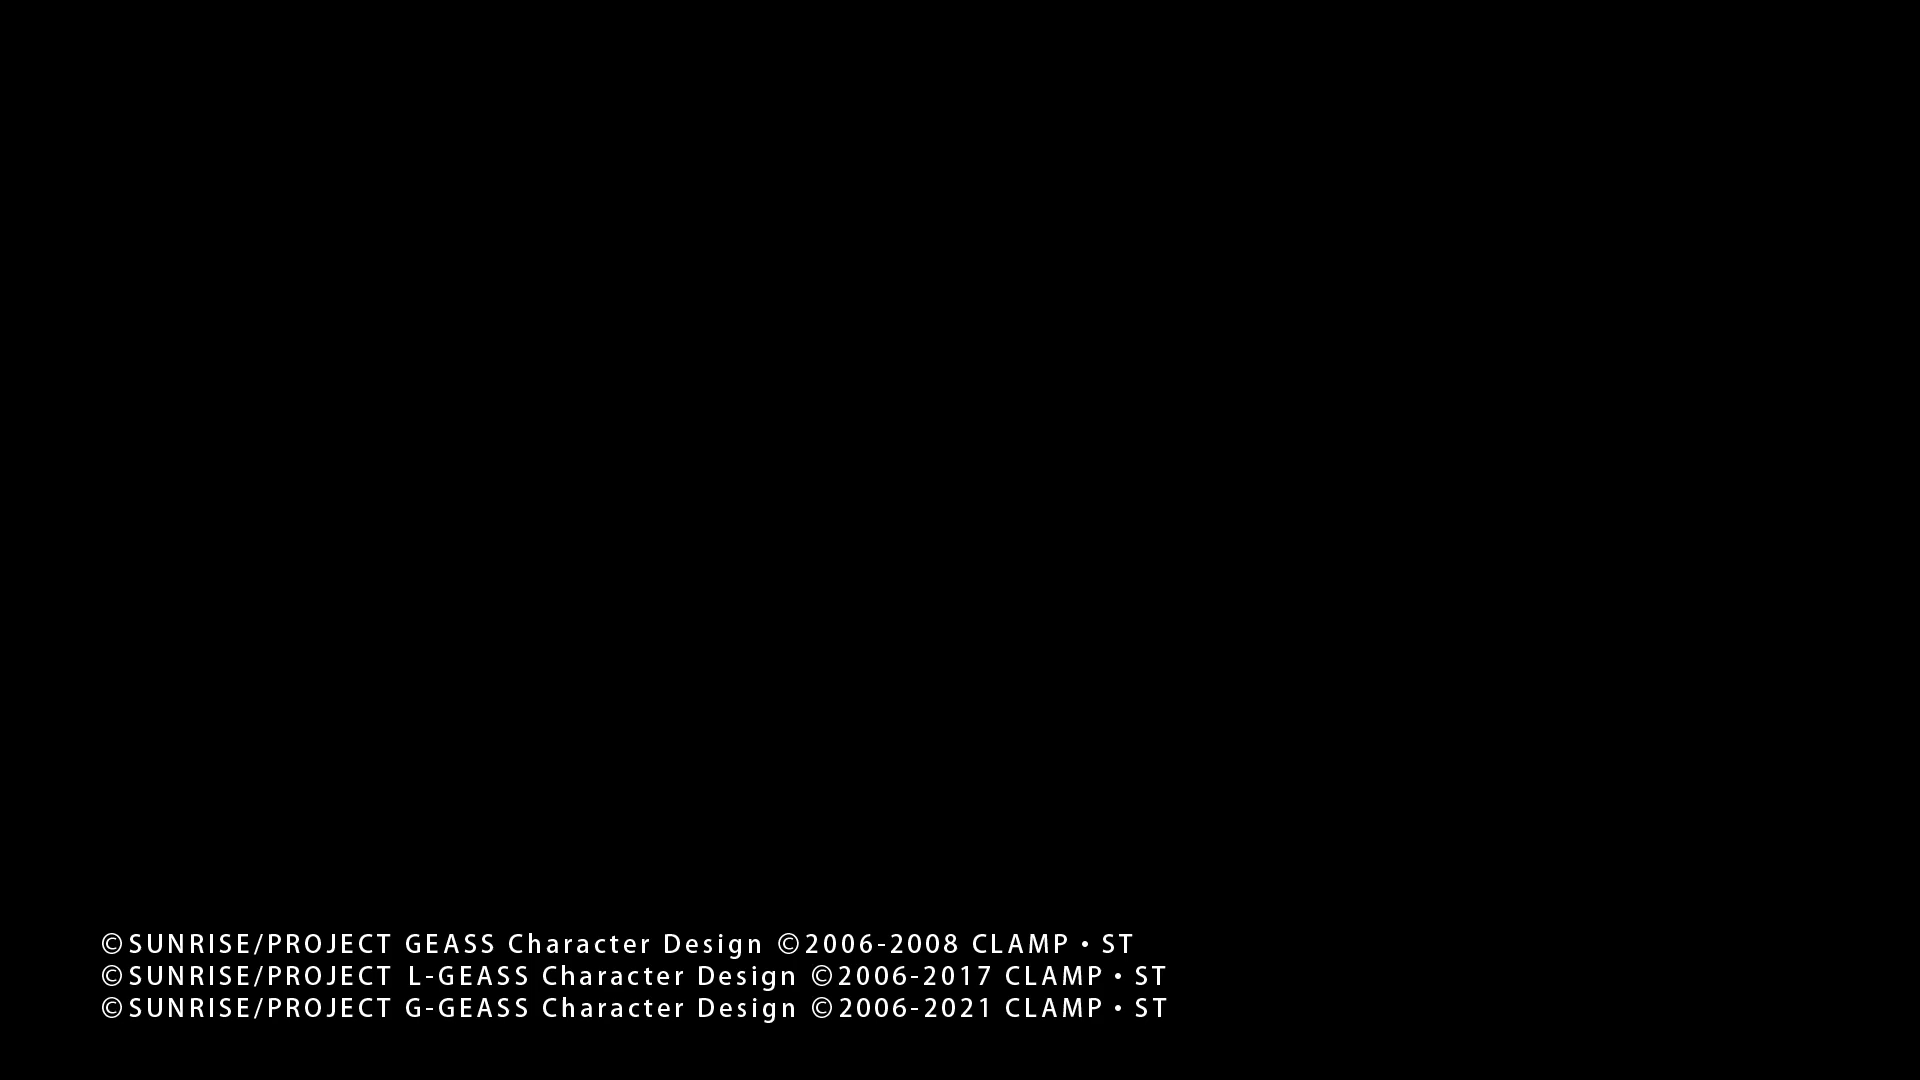 ©SUNRISE/PROJECT GEASS Character Design ©2006-2008 CLAMP・ST
©SUNRISE/PROJECT L-GEASS Character Design ©2006-2017 CLAMP・ST
©SUNRISE/PROJECT G-GEASS Character Design ©2006-2021 CLAMP・ST